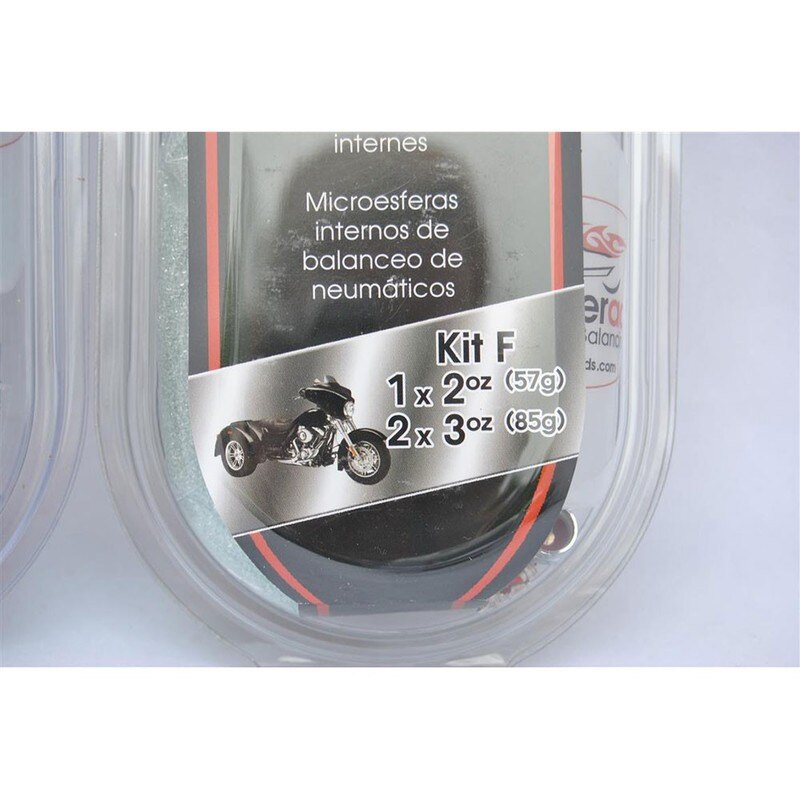 internes
Microesferas
internos de
balanceo de
neumáticos
Kit F
1 x 2oz (57g)
2 x 3oz (85g)